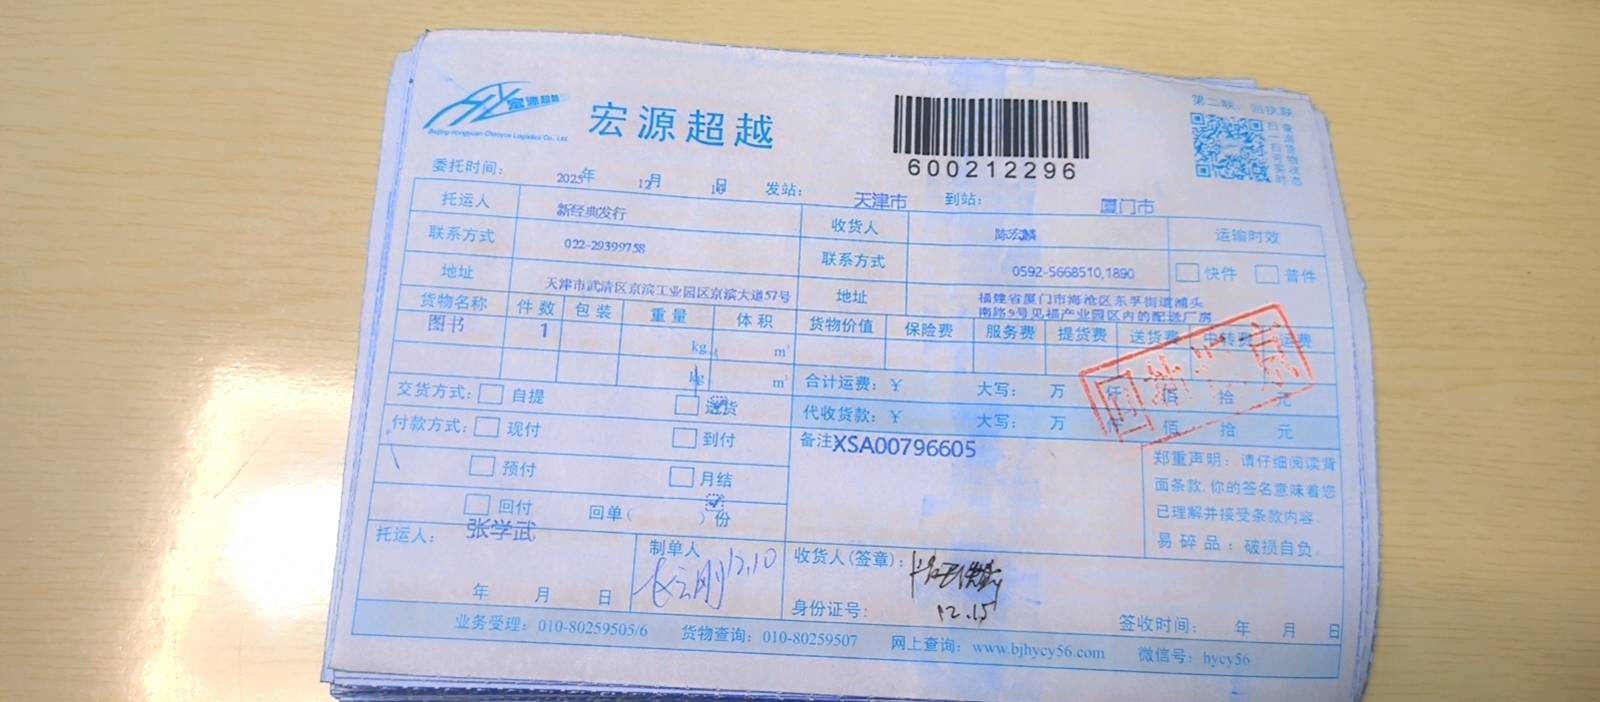 宏源超越
Beijing Hongyuan Chaoyue Logistics Co., Ltd
宏源超越
600212296
第二联:回执联
扫一扫可实时
查询货物状态
委托时间: 2025年 12月 10日 发站: 天津市 到站: 厦门市
托运人 新经典发行 收货人 陈宏麟 运输时效
联系方式 022-29399758 联系方式 0592-5668510,1890 快件 普件
地址 天津市武清区京滨工业园区京滨大道57号 地址 福建省厦门市海沧区东孚街道浦头
南路9号见福产业园区内的配送厂房
货物名称 件数 包装 重量 体积 货物价值 保险费 服务费 提货费 送货费 中转费 运费
图书 1 kg m³
kg m³
交货方式: 自提 送货 合计运费: ¥ 大写: 万 仟 佰 拾 元
付款方式: 现付 到付 代收货款: ¥ 大写: 万 仟 佰 拾 元
预付 月结 备注XSA00796605
回付 回单( )份
郑重声明: 请仔细阅读背
面条款,你的签名意味着您
已理解并接受条款内容。
易碎品: 破损自负。
托运人: 张学武 制单人 12.10 收货人(签章):
年 月 日 身份证号: 12.15 签收时间: 年 月 日
业务受理: 010-80259505/6 货物查询: 010-80259507 网上查询: www.bjhycy56.com 微信号: hycy56